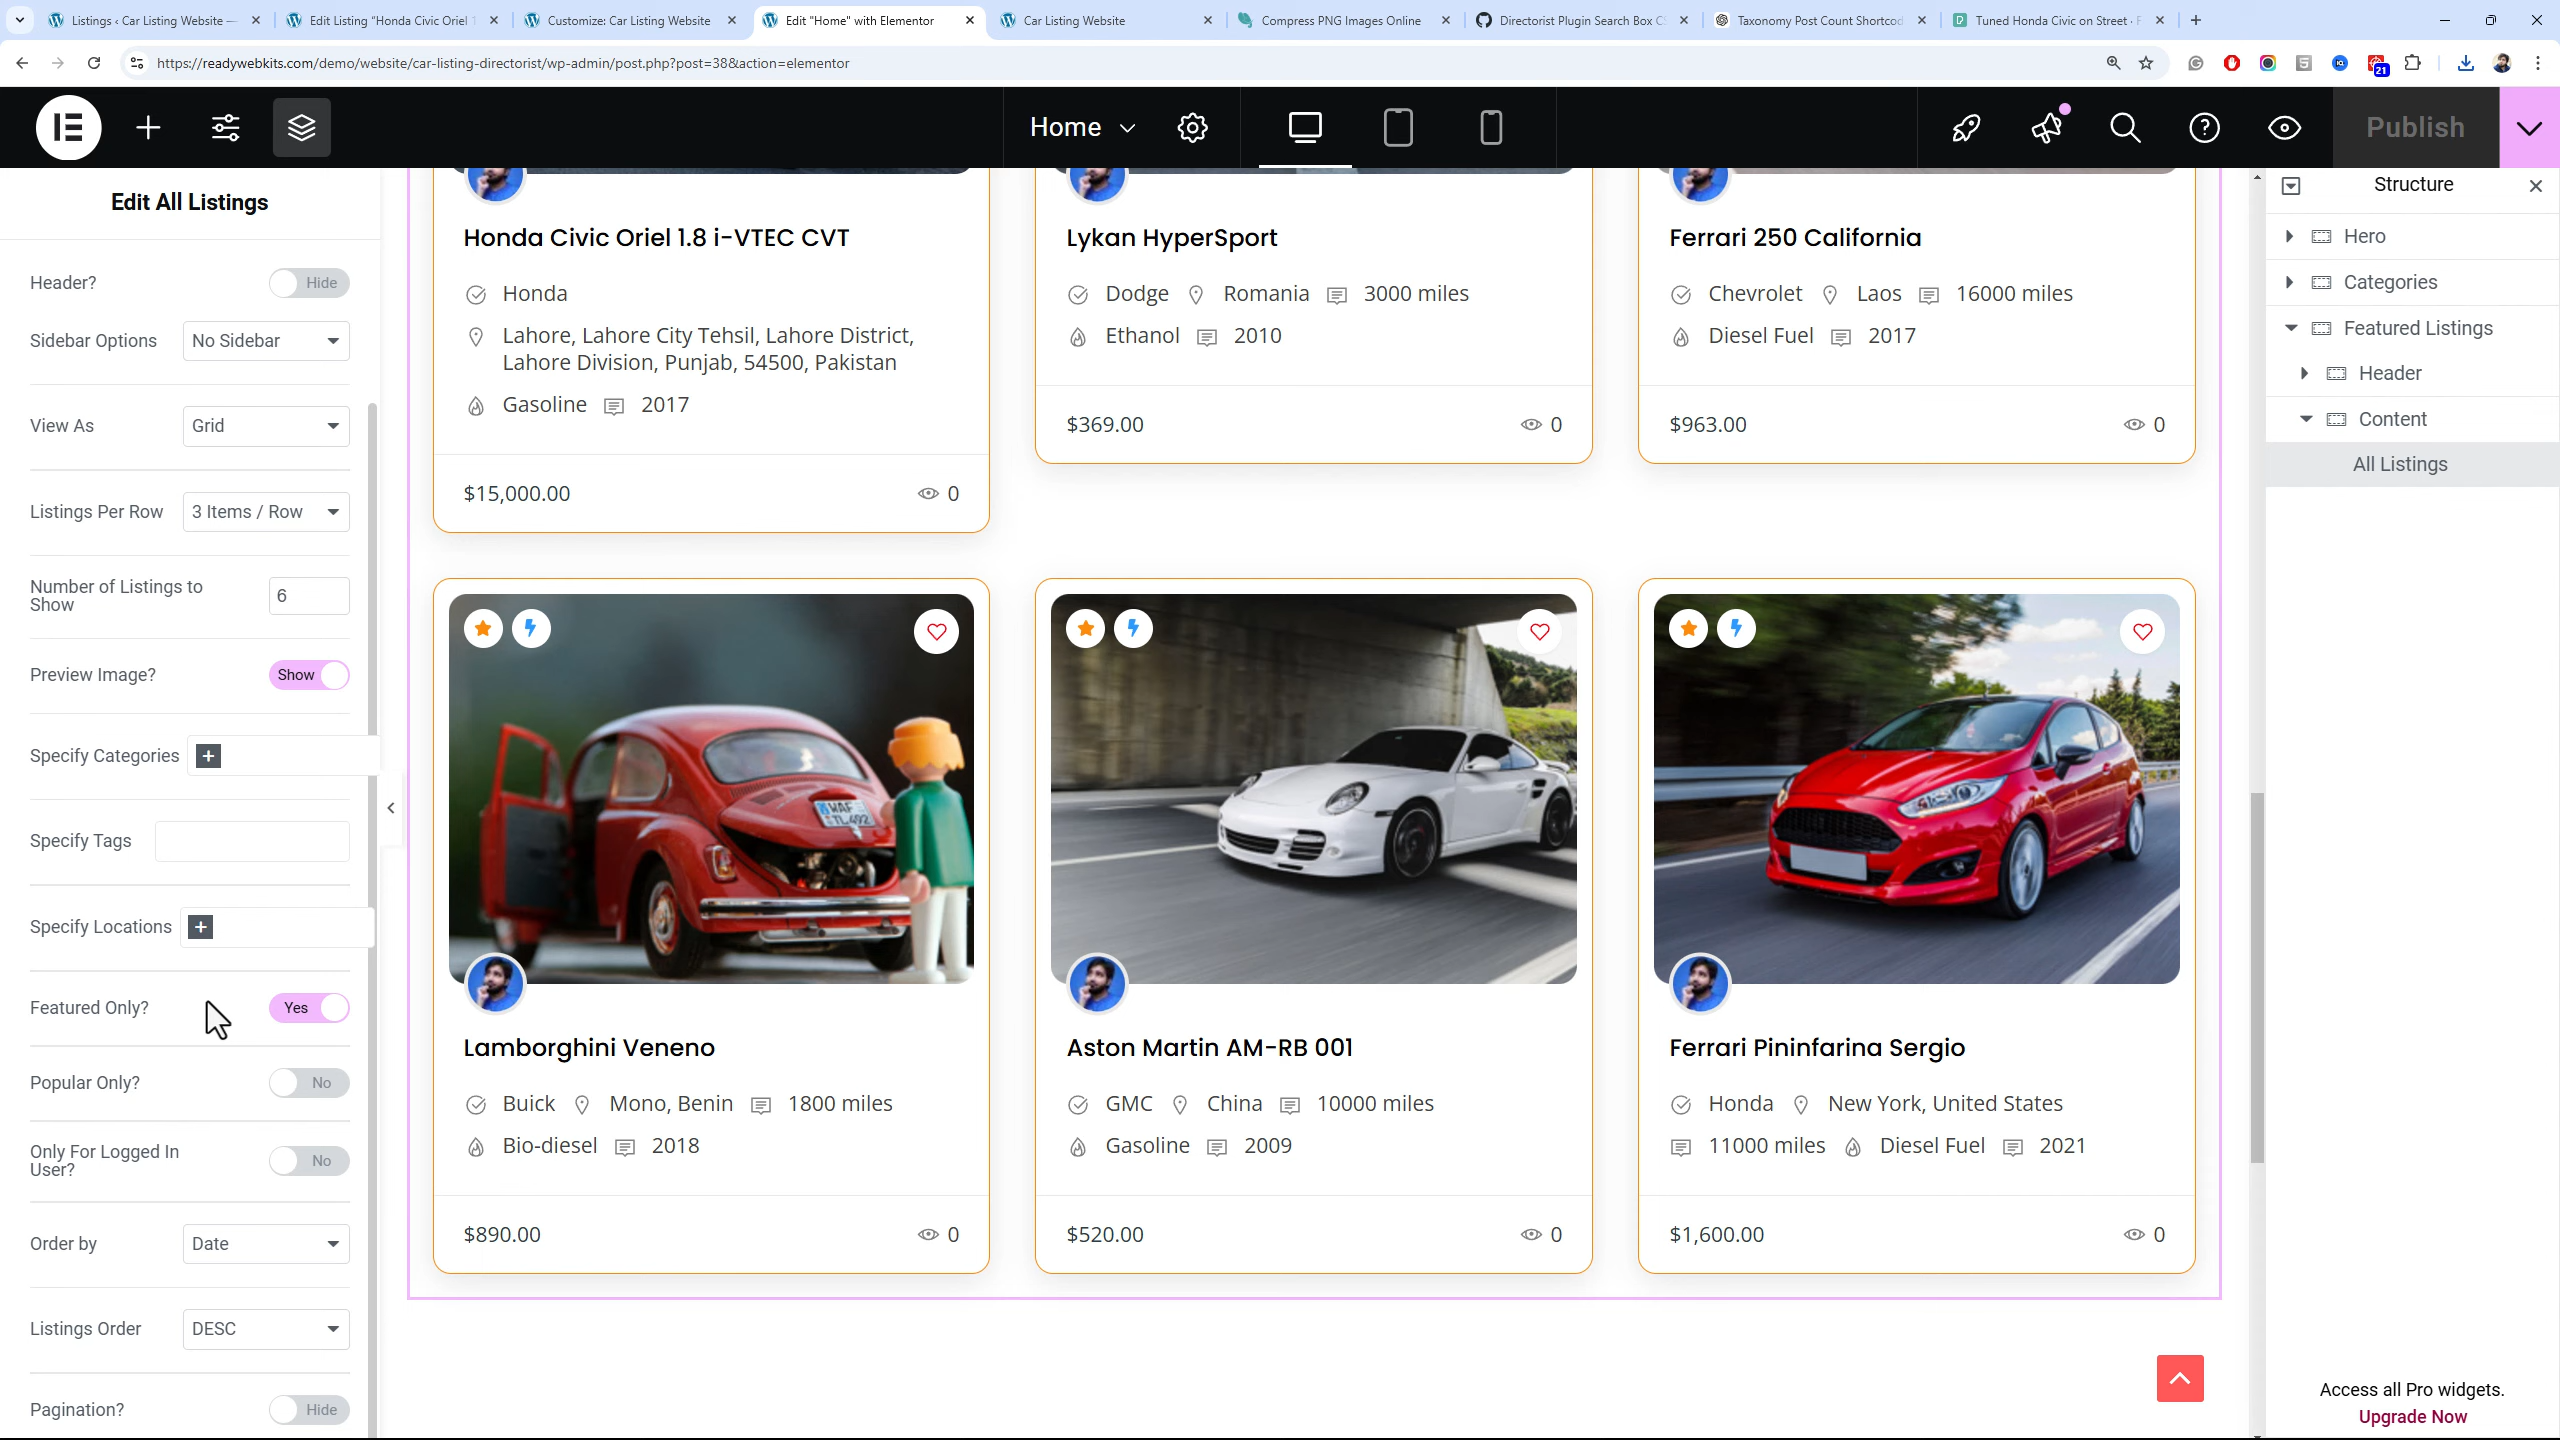 Listings ‹ Car Listing Website —
Edit Listing "Honda Civic Oriel 1
Customize: Car Listing Website
Edit "Home" with Elementor
Car Listing Website
Compress PNG Images Online
Directorist Plugin Search Box CS
Taxonomy Post Count Shortcod
Tuned Honda Civic on Street · F
https://readywebkits.com/demo/website/car-listing-directorist/wp-admin/post.php?post=38&action=elementor
21
Home
Publish
Edit All Listings
Header?
Hide
Sidebar Options
No Sidebar
View As
Grid
Listings Per Row
3 Items / Row
Number of Listings to
Show
6
Preview Image?
Show
Specify Categories
Specify Tags
Specify Locations
Featured Only?
Yes
Popular Only?
No
Only For Logged In
User?
No
Order by
Date
Listings Order
DESC
Pagination?
Hide
Honda Civic Oriel 1.8 i-VTEC CVT
Honda
Lahore, Lahore City Tehsil, Lahore District,
Lahore Division, Punjab, 54500, Pakistan
Gasoline 2017
$15,000.00 0
Lykan HyperSport
Dodge Romania 3000 miles
Ethanol 2010
$369.00 0
Ferrari 250 California
Chevrolet Laos 16000 miles
Diesel Fuel 2017
$963.00 0
WAF
TL492
Lamborghini Veneno
Buick Mono, Benin 1800 miles
Bio-diesel 2018
$890.00 0
Aston Martin AM-RB 001
GMC China 10000 miles
Gasoline 2009
$520.00 0
Ferrari Pininfarina Sergio
Honda New York, United States
11000 miles Diesel Fuel 2021
$1,600.00 0
Structure
Hero
Categories
Featured Listings
Header
Content
All Listings
Access all Pro widgets.
Upgrade Now